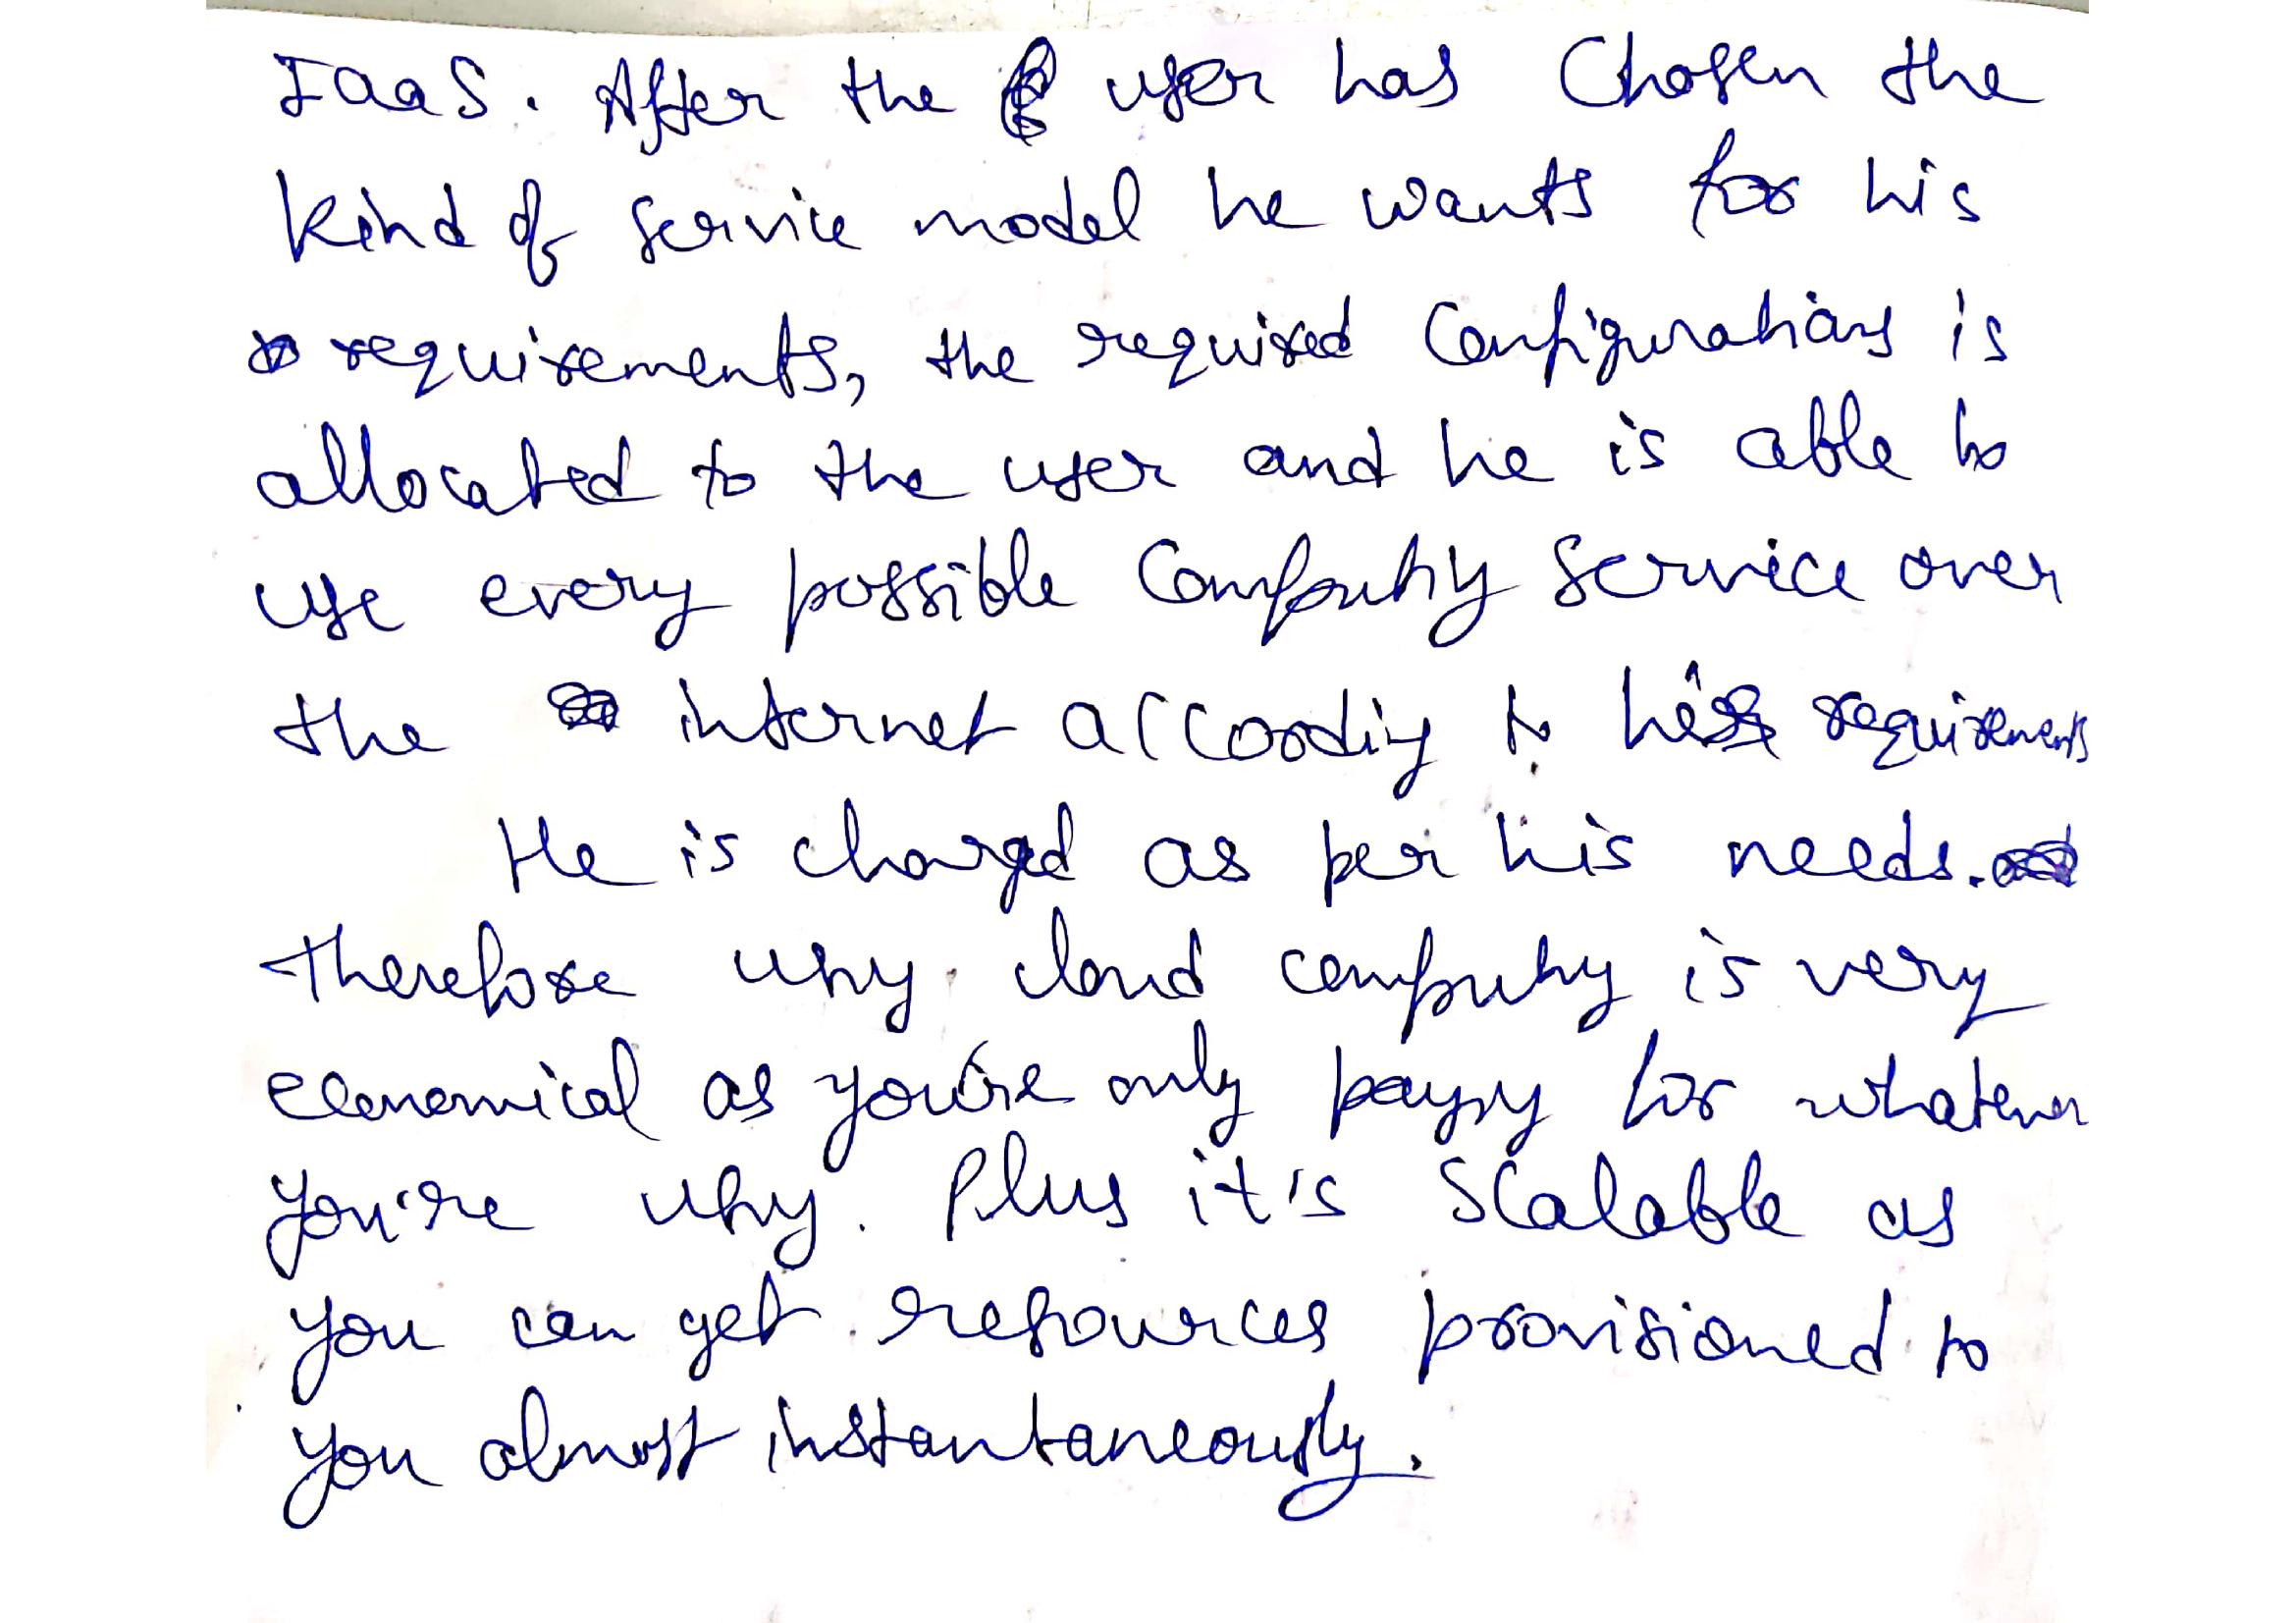 IaaS. After the user has Chosen the
kind of service model he wants for his
requirements, the required Configurations is
allocated to the user and he is able to
use every possible Computing Service over
the internet according to his requirements
He is charged as per his needs.
therefore why cloud computing is very
economical as you're only paying for whatever
you're using. Plus it's Scalable as
you can get resources provisioned to
you almost instantaneously.